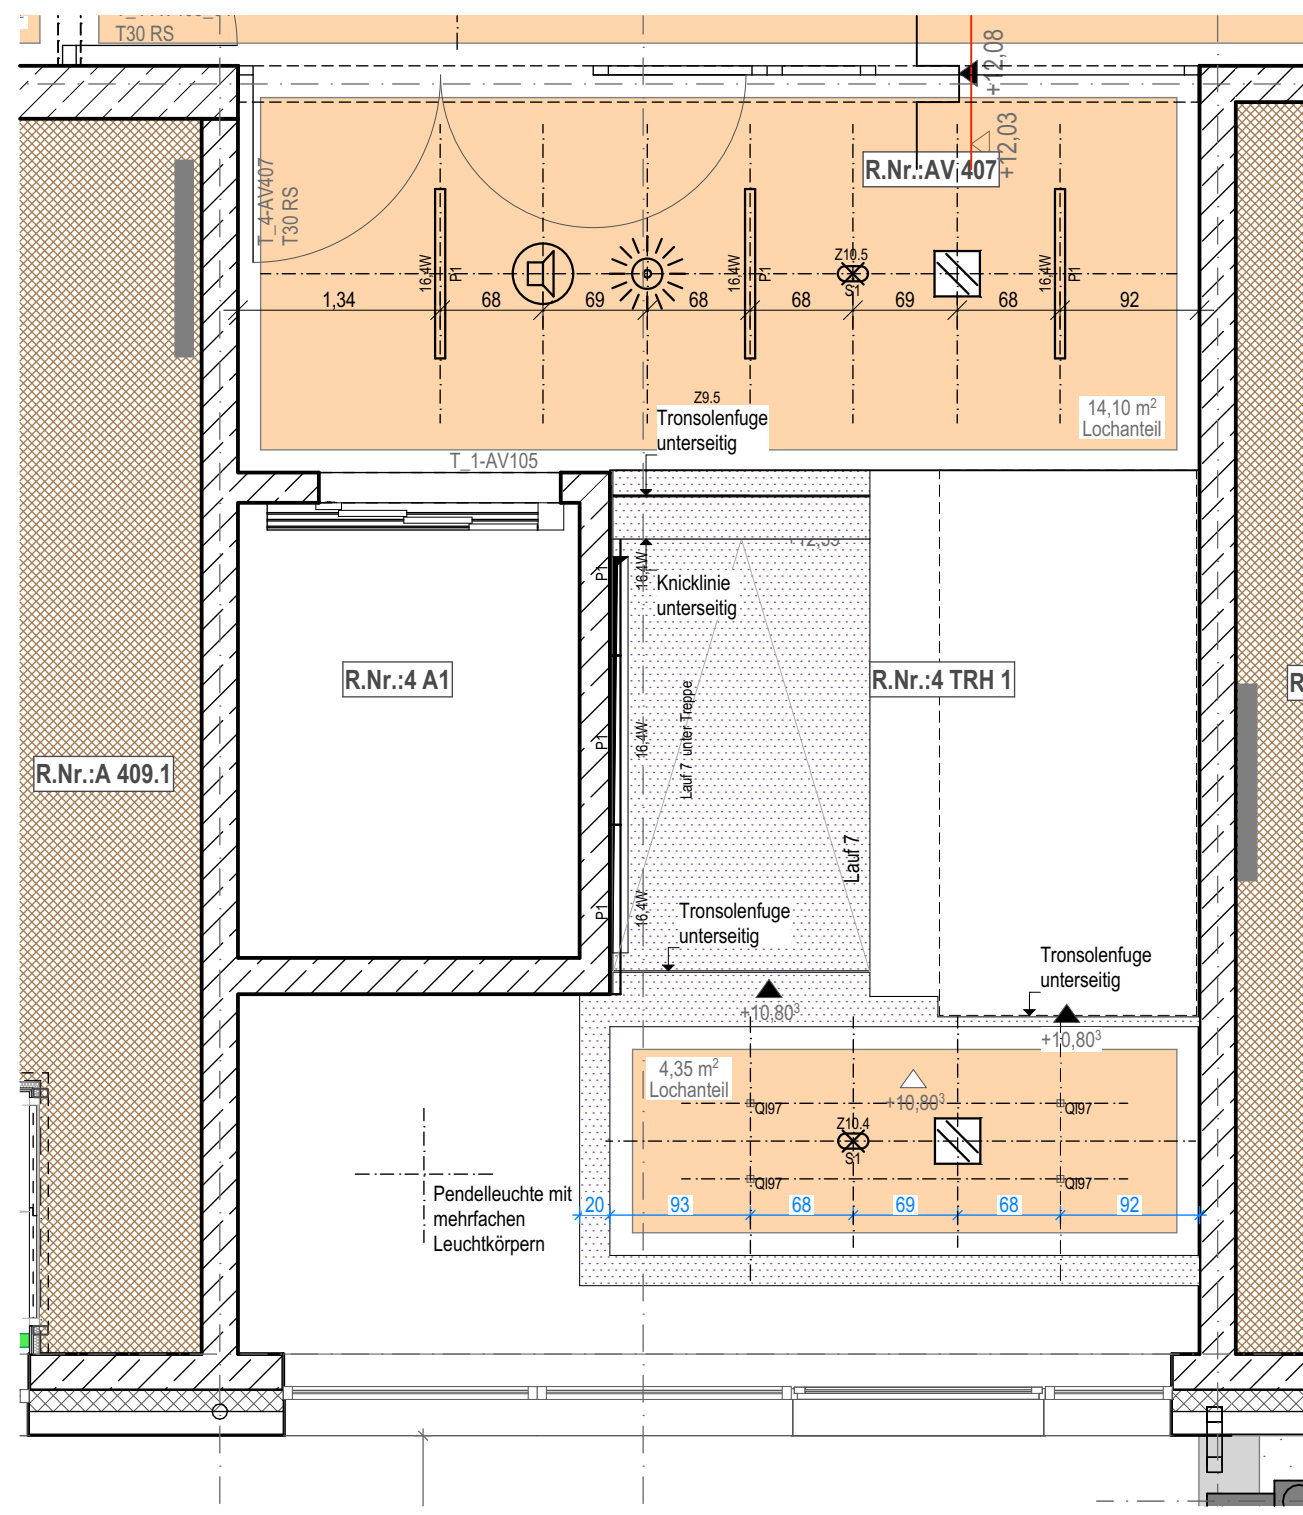 T30 RS
+12,08
+12,03
R.Nr.:AV 407
T_4-AV407
T30 RS
16,4W
P1
16,4W
P1
Z10.5
S1
16,4W
P1
1,34
68
69
68
68
69
68
92
14,10 m²
Lochanteil
Z9.5
Tronsolenfuge
unterseitig
T_1-AV105
P1
16,4W
Knicklinie
unterseitig
R.Nr.:4 A1
R.Nr.:4 TRH 1
R.Nr.:A 409.1
P1
16,4W
Lauf 7 unter Treppe
Lauf 7
P1
16,4W
Tronsolenfuge
unterseitig
Tronsolenfuge
unterseitig
+10,80³
+10,80³
4,35 m²
Lochanteil
+10,80³
QI97
QI97
Z10.4
S1
QI97
QI97
Pendelleuchte mit
mehrfachen
Leuchtkörpern
20
93
68
69
68
92
R